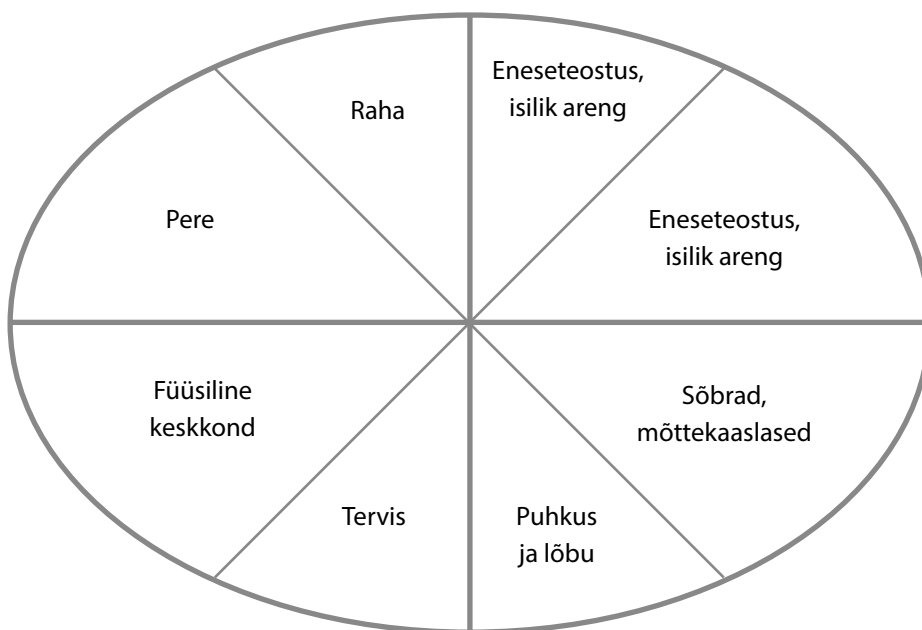 Raha
Eneseteostus,
isilik areng
Pere
Eneseteostus,
isilik areng
Füüsiline
keskkond
Sõbrad,
mõttekaaslased
Tervis
Puhkus
ja lõbu